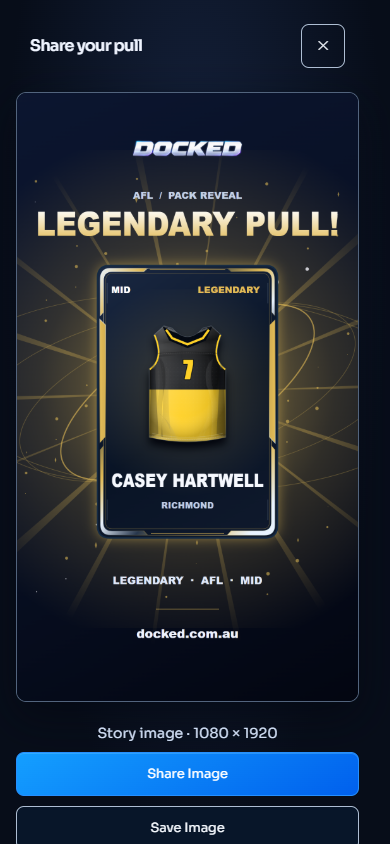 Share your pull
×
DOCKED
AFL / PACK REVEAL
LEGENDARY PULL!
MID LEGENDARY
7
CASEY HARTWELL
RICHMOND
LEGENDARY · AFL · MID
docked.com.au
Story image · 1080 × 1920
Share Image
Save Image